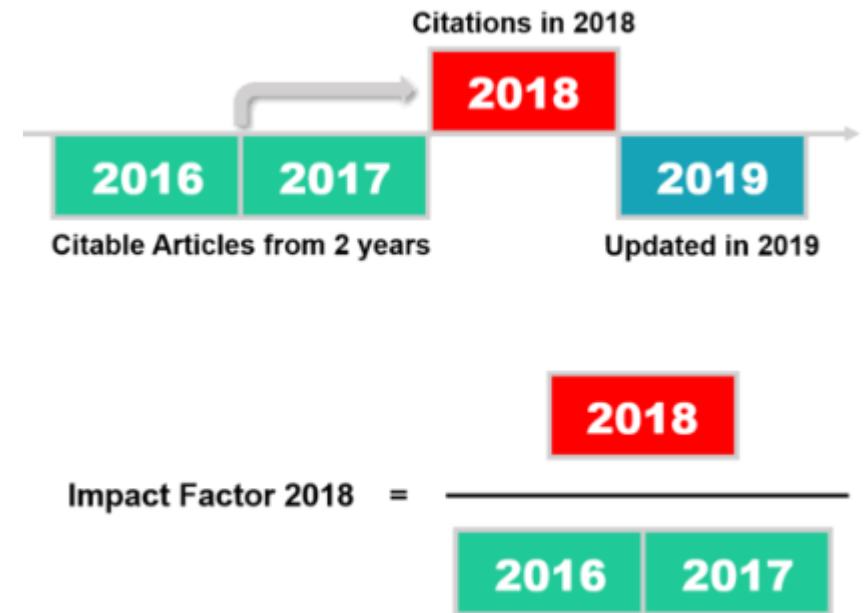 Citations in 2018
2018
2016 2017 2019
Citable Articles from 2 years Updated in 2019
2018
Impact Factor 2018 =
2016 2017